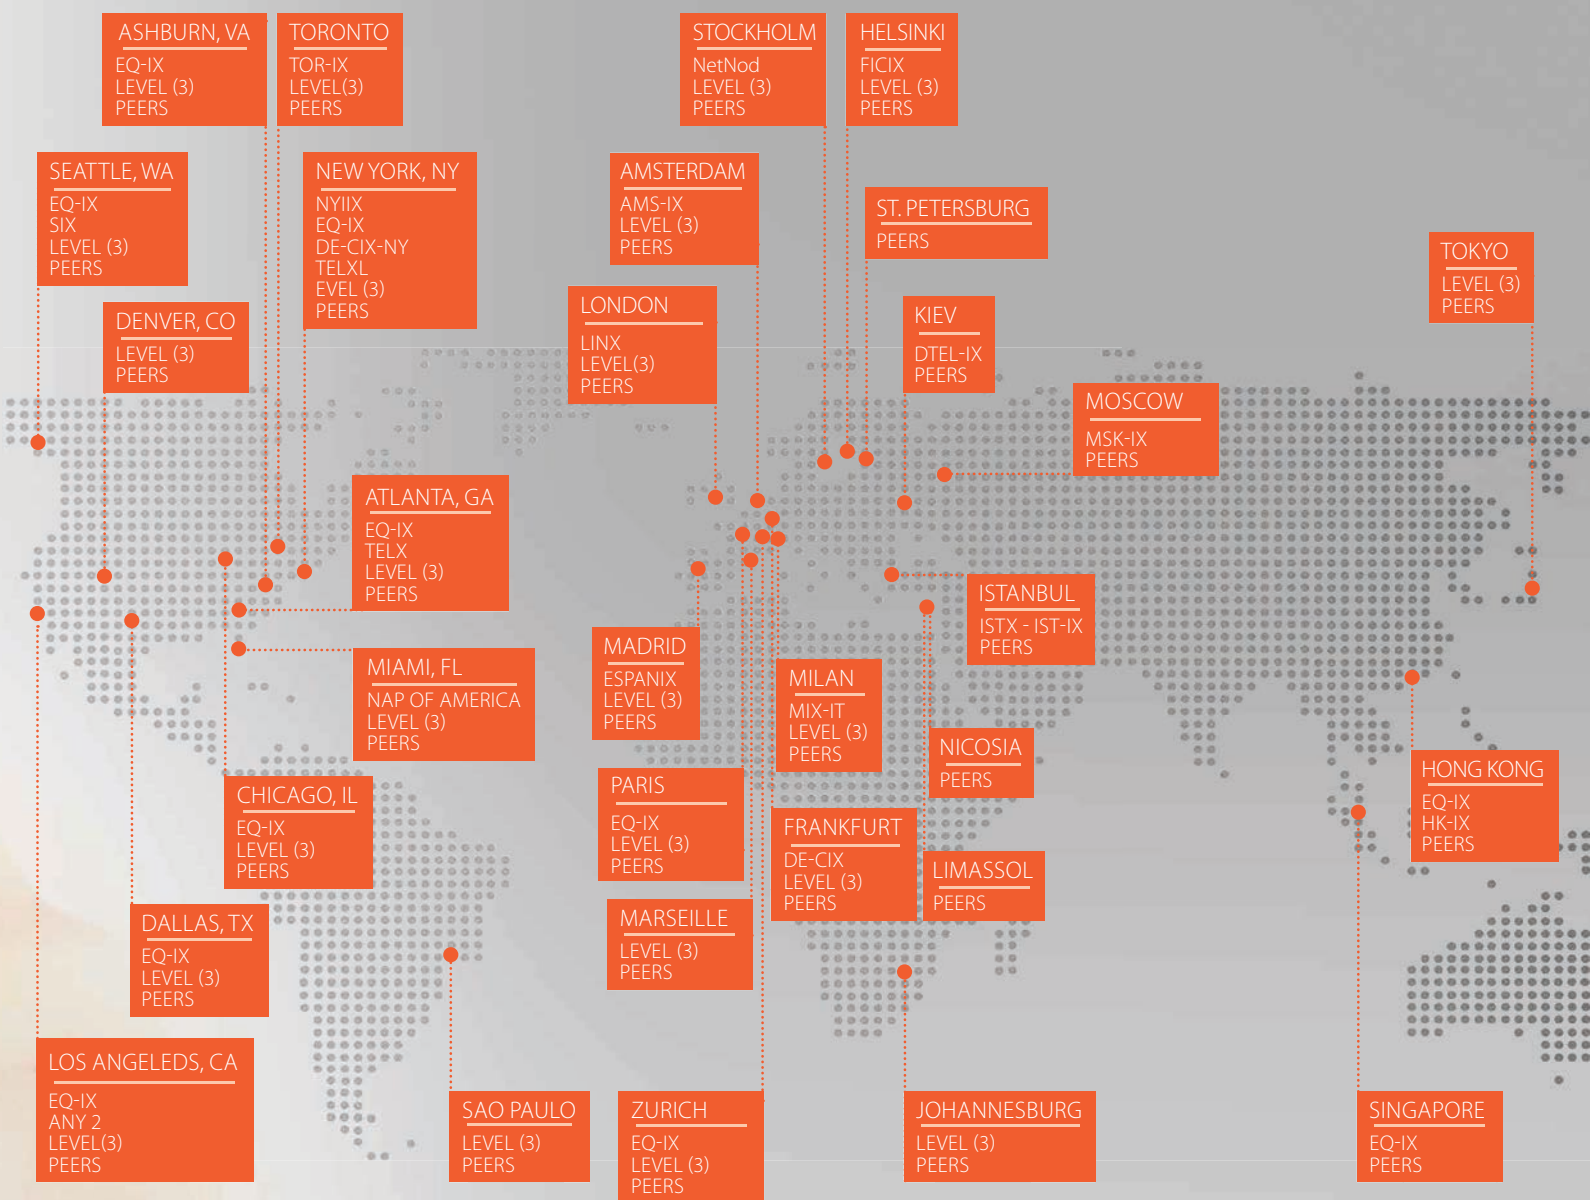 ASHBURN, VA
EQ-IX
LEVEL (3)
PEERS
TORONTO
TOR-IX
LEVEL(3)
PEERS
STOCKHOLM
NetNod
LEVEL (3)
PEERS
HELSINKI
FICIX
LEVEL (3)
PEERS
SEATTLE, WA
EQ-IX
SIX
LEVEL (3)
PEERS
NEW YORK, NY
NYIIX
EQ-IX
DE-CIX-NY
TELXL
EVEL (3)
PEERS
AMSTERDAM
AMS-IX
LEVEL (3)
PEERS
ST. PETERSBURG
PEERS
TOKYO
LEVEL (3)
PEERS
DENVER, CO
LEVEL (3)
PEERS
LONDON
LINX
LEVEL(3)
PEERS
KIEV
DTEL-IX
PEERS
MOSCOW
MSK-IX
PEERS
ATLANTA, GA
EQ-IX
TELX
LEVEL (3)
PEERS
ISTANBUL
ISTX - IST-IX
PEERS
MIAMI, FL
NAP OF AMERICA
LEVEL (3)
PEERS
MADRID
ESPANIX
LEVEL (3)
PEERS
MILAN
MIX-IT
LEVEL (3)
PEERS
NICOSIA
PEERS
HONG KONG
EQ-IX
HK-IX
PEERS
CHICAGO, IL
EQ-IX
LEVEL (3)
PEERS
PARIS
EQ-IX
LEVEL (3)
PEERS
FRANKFURT
DE-CIX
LEVEL (3)
PEERS
LIMASSOL
PEERS
DALLAS, TX
EQ-IX
LEVEL (3)
PEERS
MARSEILLE
LEVEL (3)
PEERS
LOS ANGELEDS, CA
EQ-IX
ANY 2
LEVEL(3)
PEERS
SAO PAULO
LEVEL (3)
PEERS
ZURICH
EQ-IX
LEVEL (3)
PEERS
JOHANNESBURG
LEVEL (3)
PEERS
SINGAPORE
EQ-IX
PEERS